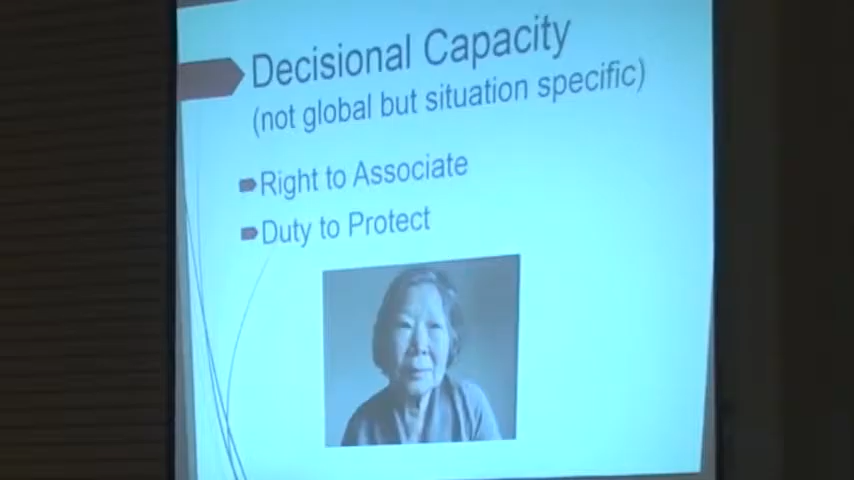 Decisional Capacity
(not global but situation specific)
Right to Associate
Duty to Protect